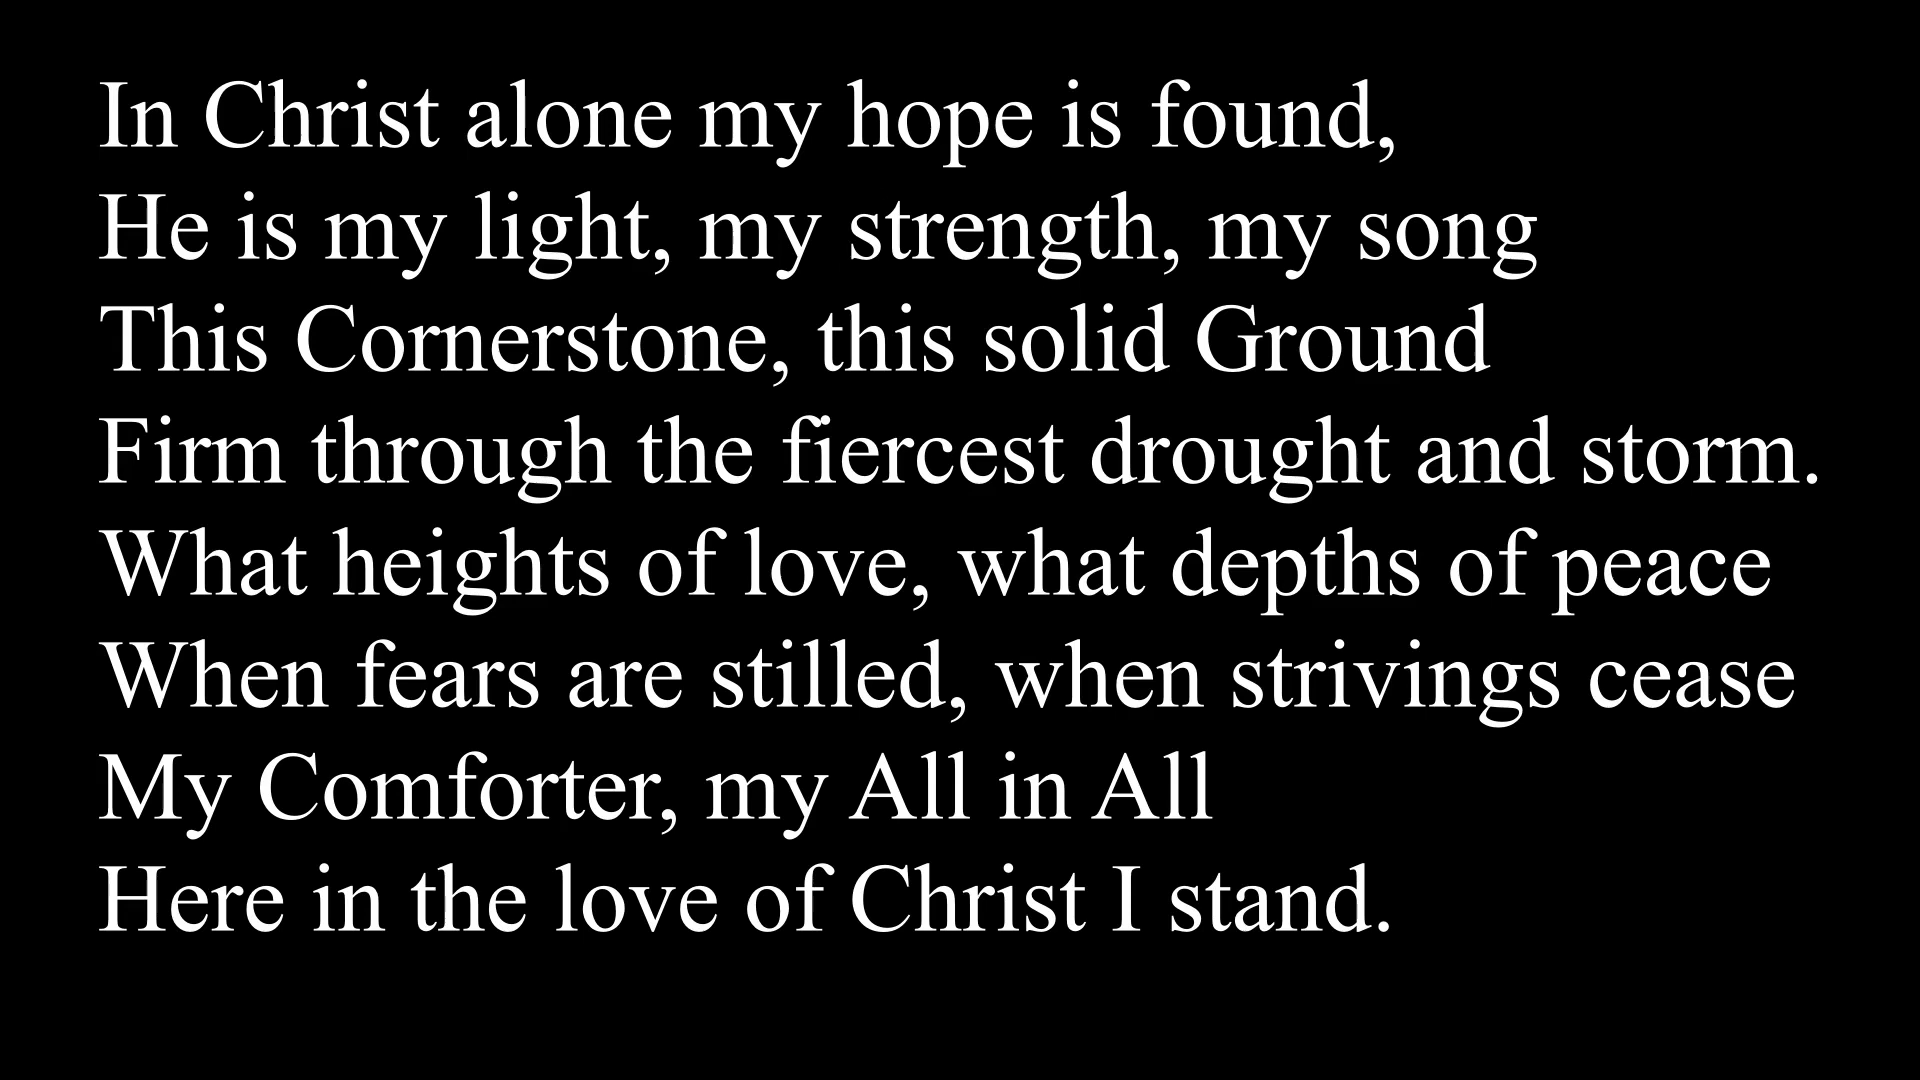 In Christ alone my hope is found,
He is my light, my strength, my song
This Cornerstone, this solid Ground
Firm through the fiercest drought and storm.
What heights of love, what depths of peace
When fears are stilled, when strivings cease
My Comforter, my All in All
Here in the love of Christ I stand.